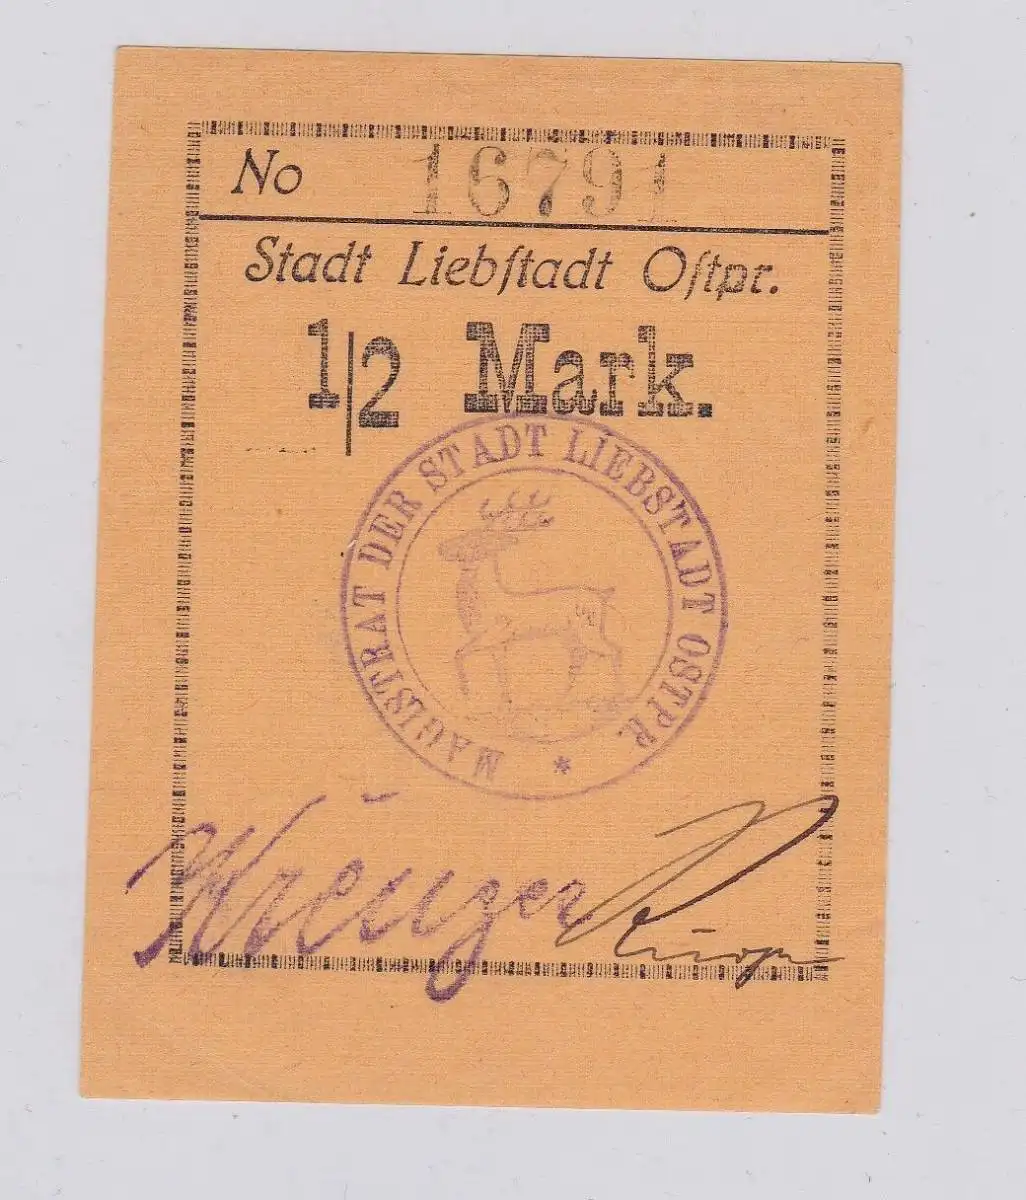 No 16791
Stadt Liebſtadt Oſtpr.
1/2 Mark.
MAGISTRAT DER STADT LIEBSTADT OSTPR. *